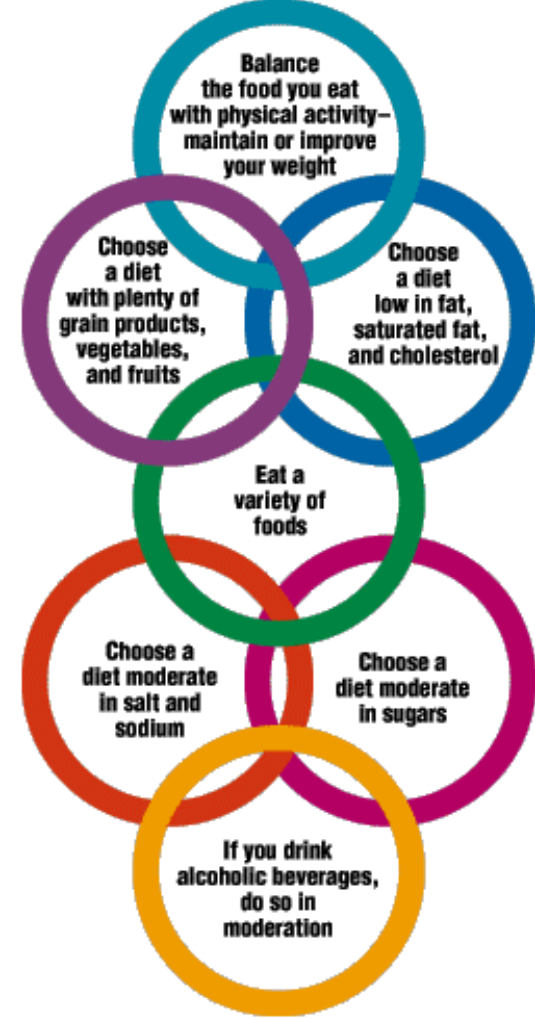 Balance
the food you eat
with physical activity–
maintain or improve
your weight
Choose
a diet
with plenty of
grain products,
vegetables,
and fruits
Choose
a diet
low in fat,
saturated fat,
and cholesterol
Eat a
variety of
foods
Choose a
diet moderate
in salt and
sodium
Choose a
diet moderate
in sugars
If you drink
alcoholic beverages,
do so in
moderation